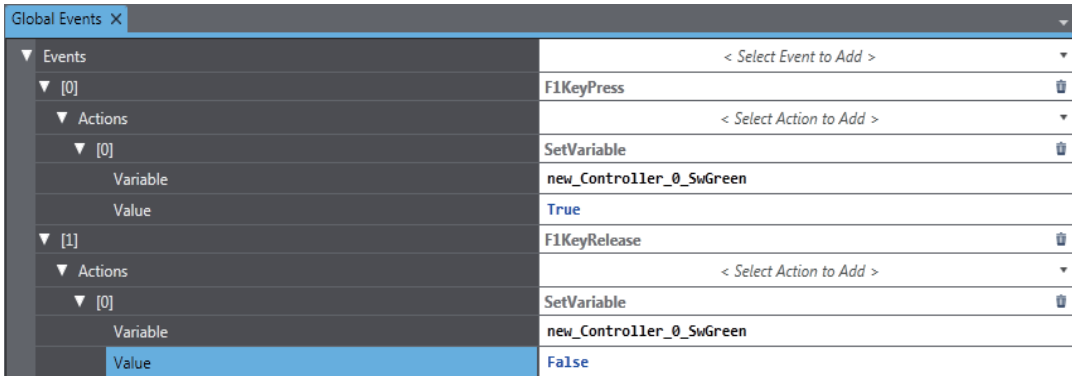 Global Events X
Events < Select Event to Add >
[0] F1KeyPress
Actions < Select Action to Add >
[0] SetVariable
Variable new_Controller_0_SwGreen
Value True
[1] F1KeyRelease
Actions < Select Action to Add >
[0] SetVariable
Variable new_Controller_0_SwGreen
Value False